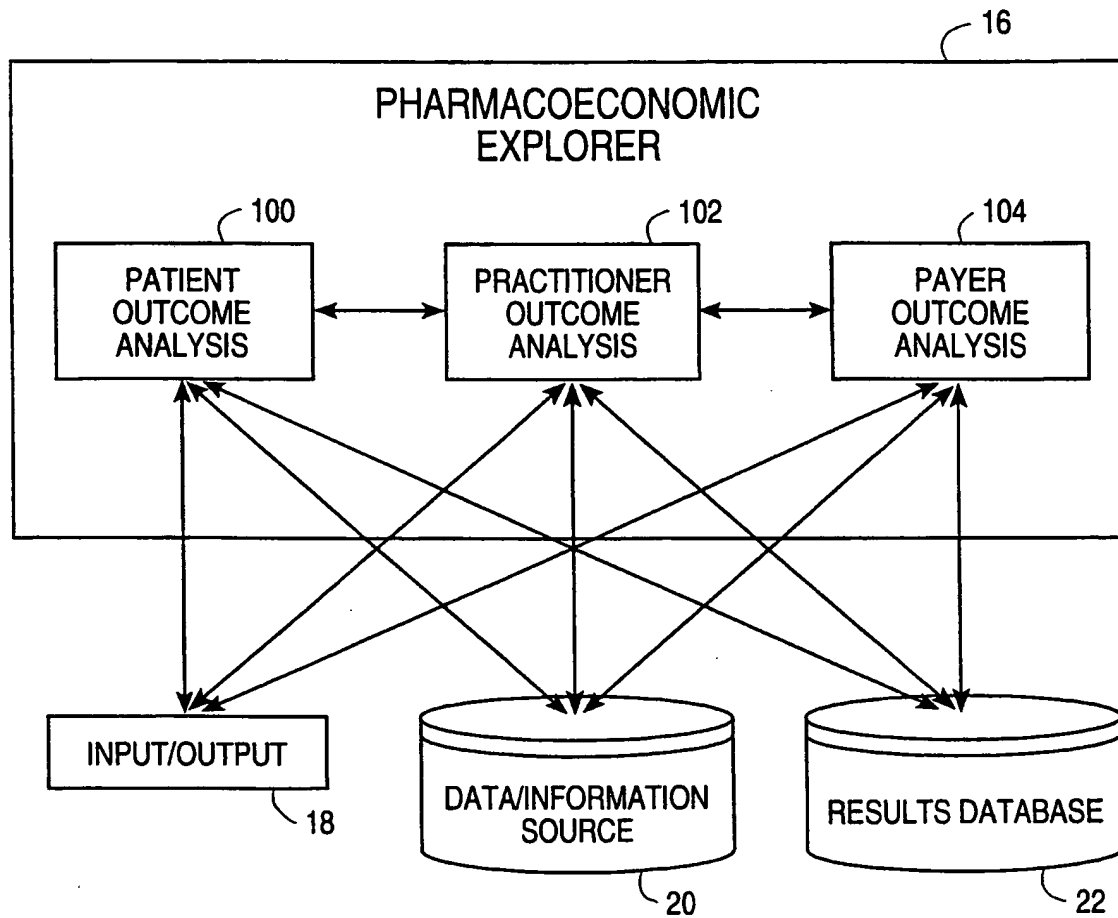 16
PHARMACOECONOMIC
EXPLORER
100
102
104
PATIENT
OUTCOME
ANALYSIS
PRACTITIONER
OUTCOME
ANALYSIS
PAYER
OUTCOME
ANALYSIS
INPUT/OUTPUT
18
DATA/INFORMATION
SOURCE
20
RESULTS DATABASE
22